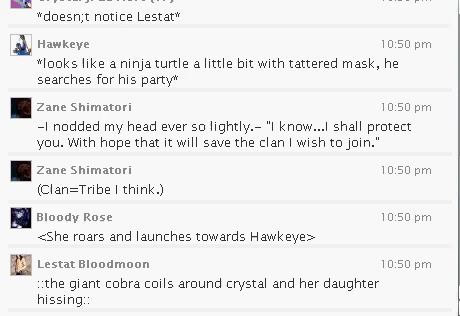 *doesn;t notice Lestat*
Hawkeye 10:50 pm
*looks like a ninja turtle a little bit with tattered mask, he
searches for his party*
Zane Shimatori 10:50 pm
-I nodded my head ever so lightly.- "I know...I shall protect
you. With hope that it will save the clan I wish to join."
Zane Shimatori 10:50 pm
(Clan=Tribe I think.)
Bloody Rose 10:50 pm
<She roars and launches towards Hawkeye>
Lestat Bloodmoon 10:50 pm
::the giant cobra coils around crystal and her daughter
hissing::